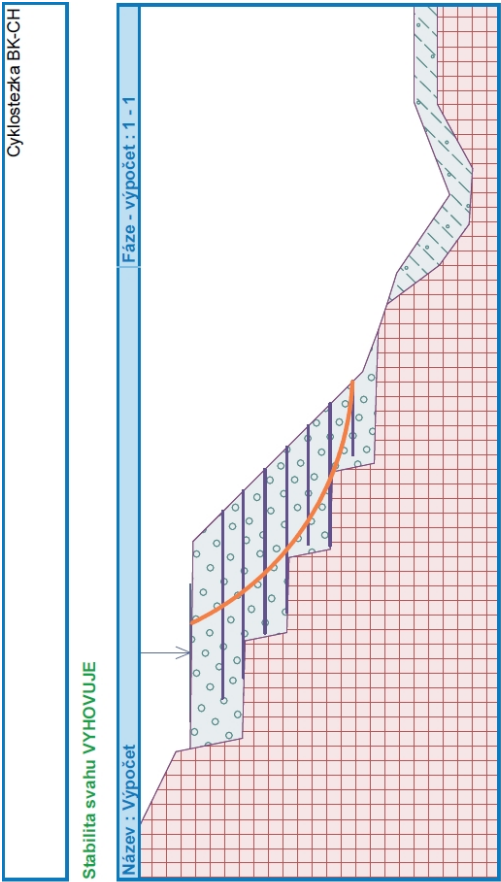 Cyklostezka BK-CH
Stabilita svahu VYHOVUJE
Název : Výpočet
Fáze - výpočet : 1 - 1